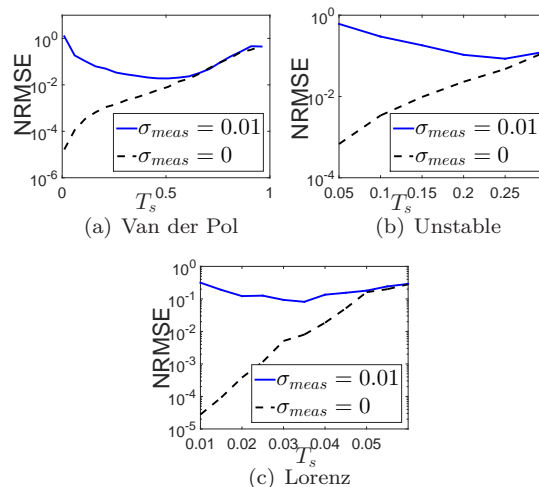 NRMSE
10^0
10^-2
10^-4
10^-6
σ_meas = 0.01
σ_meas = 0
0 0.5 1
T_s
(a) Van der Pol
NRMSE
10^0
10^-2
10^-4
σ_meas = 0.01
σ_meas = 0
0.05 0.1 0.15 0.2 0.25
T_s
(b) Unstable
NRMSE
10^0
10^-1
10^-2
10^-3
10^-4
10^-5
σ_meas = 0.01
σ_meas = 0
0.01 0.02 0.03 0.04 0.05
T_s
(c) Lorenz